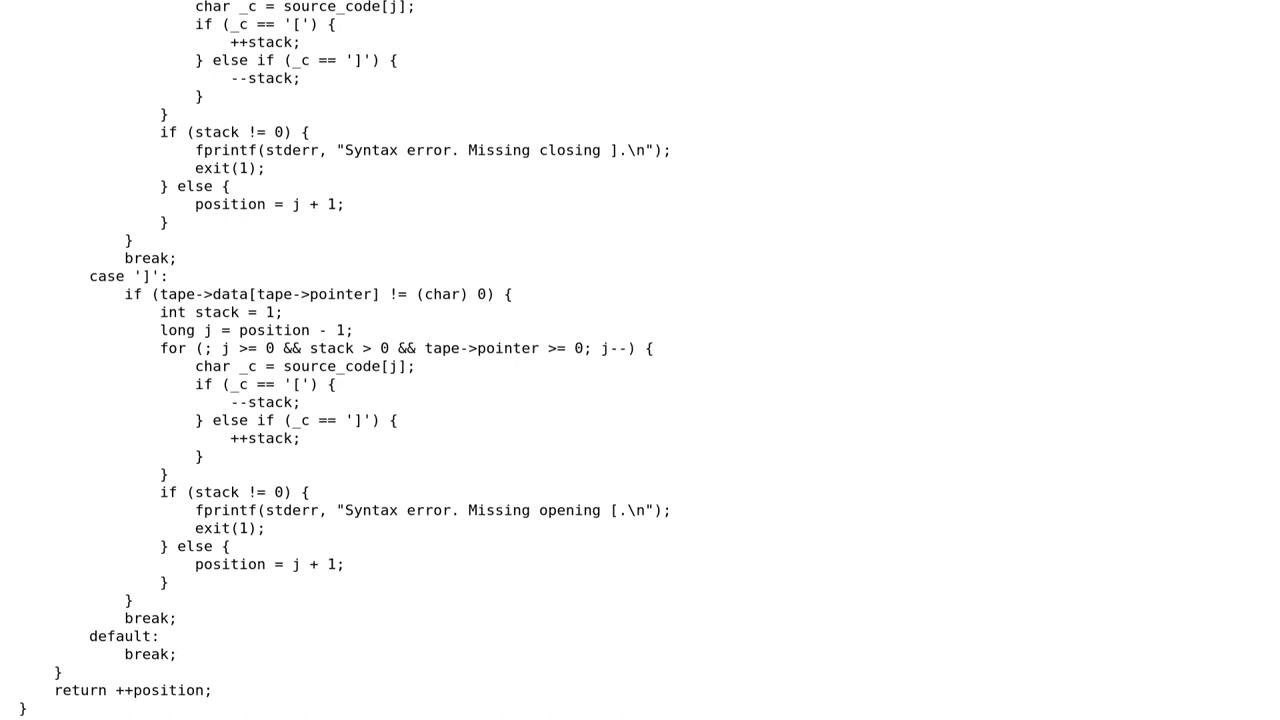 char _c = source_code[j];
                    if (_c == '[') {
                        ++stack;
                    } else if (_c == ']') {
                        --stack;
                    }
                }
                if (stack != 0) {
                    fprintf(stderr, "Syntax error. Missing closing ].\n");
                    exit(1);
                } else {
                    position = j + 1;
                }
            }
            break;
        case ']':
            if (tape->data[tape->pointer] != (char) 0) {
                int stack = 1;
                long j = position - 1;
                for (; j >= 0 && stack > 0 && tape->pointer >= 0; j--) {
                    char _c = source_code[j];
                    if (_c == '[') {
                        --stack;
                    } else if (_c == ']') {
                        ++stack;
                    }
                }
                if (stack != 0) {
                    fprintf(stderr, "Syntax error. Missing opening [.\n");
                    exit(1);
                } else {
                    position = j + 1;
                }
            }
            break;
        default:
            break;
    }
    return ++position;
}